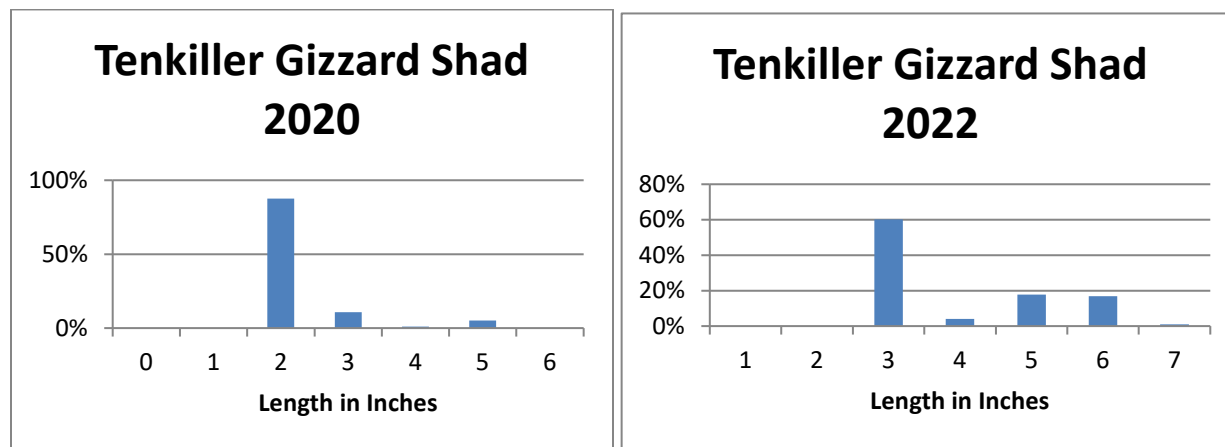 Tenkiller Gizzard Shad
2020
100%
50%
0%
0 1 2 3 4 5 6
Length in Inches
Tenkiller Gizzard Shad
2022
80%
60%
40%
20%
0%
1 2 3 4 5 6 7
Length in Inches